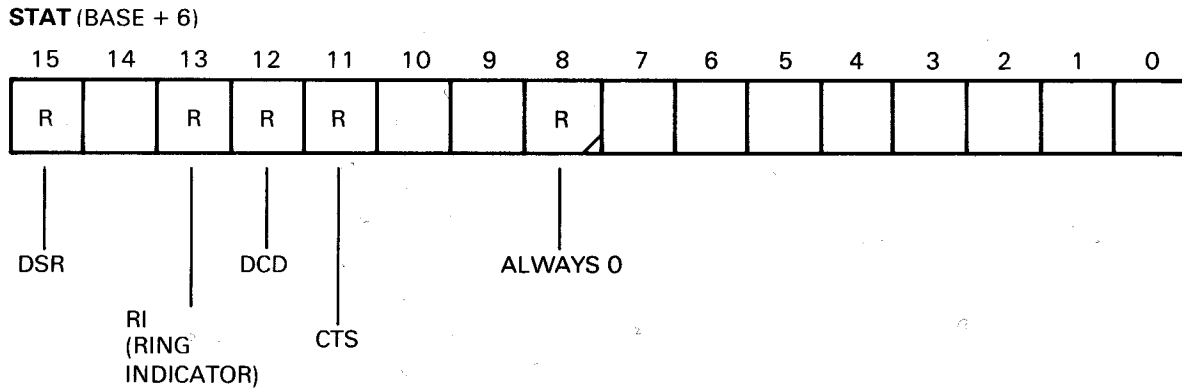 STAT (BASE + 6)
15 14 13 12 11 10 9 8 7 6 5 4 3 2 1 0
R R R R R
DSR DCD ALWAYS 0
RI
(RING
INDICATOR)
CTS